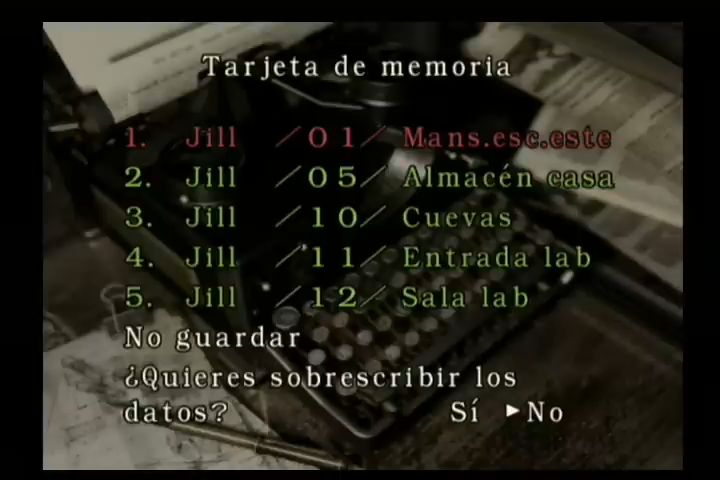 Tarjeta de memoria
1. Jill /01/ Mans.esc.este
2. Jill /05/ Almacén casa
3. Jill /10/ Cuevas
4. Jill /11/ Entrada lab
5. Jill /12/ Sala lab
No guardar
¿Quieres sobrescribir los
datos? Sí ►No